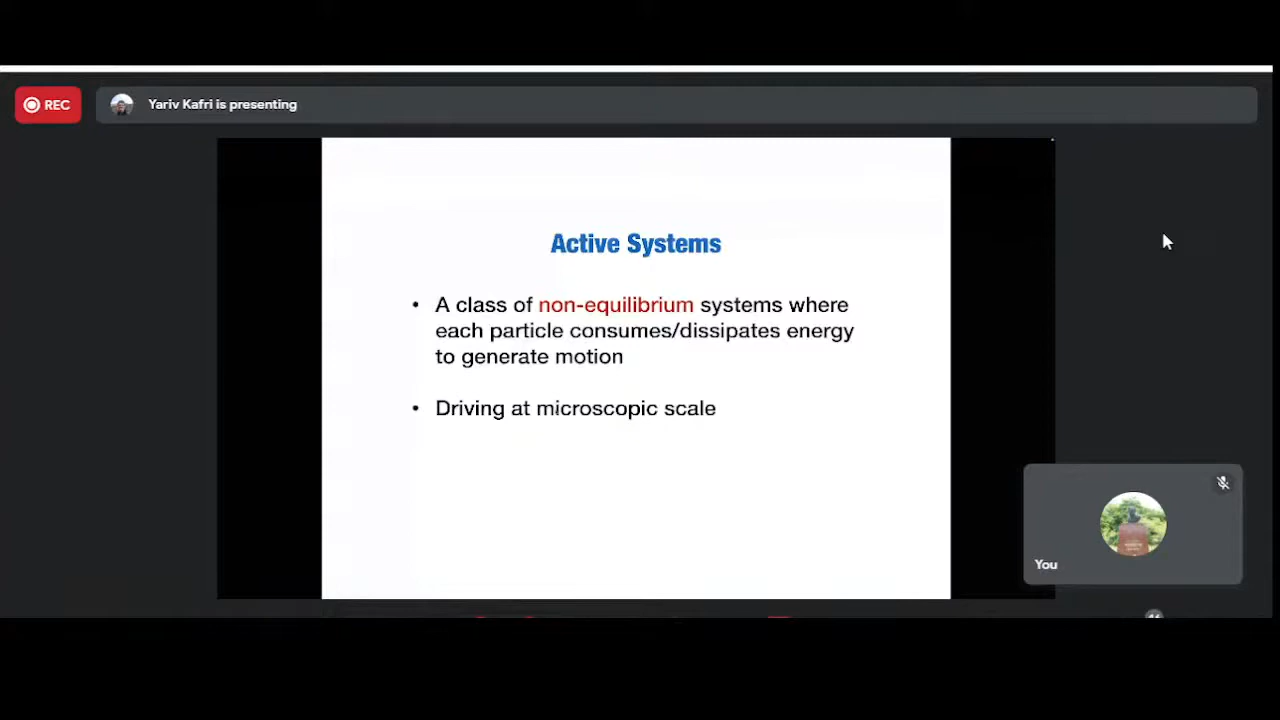 REC
Yariv Kafri is presenting
Active Systems
• A class of non-equilibrium systems where
each particle consumes/dissipates energy
to generate motion
• Driving at microscopic scale
You